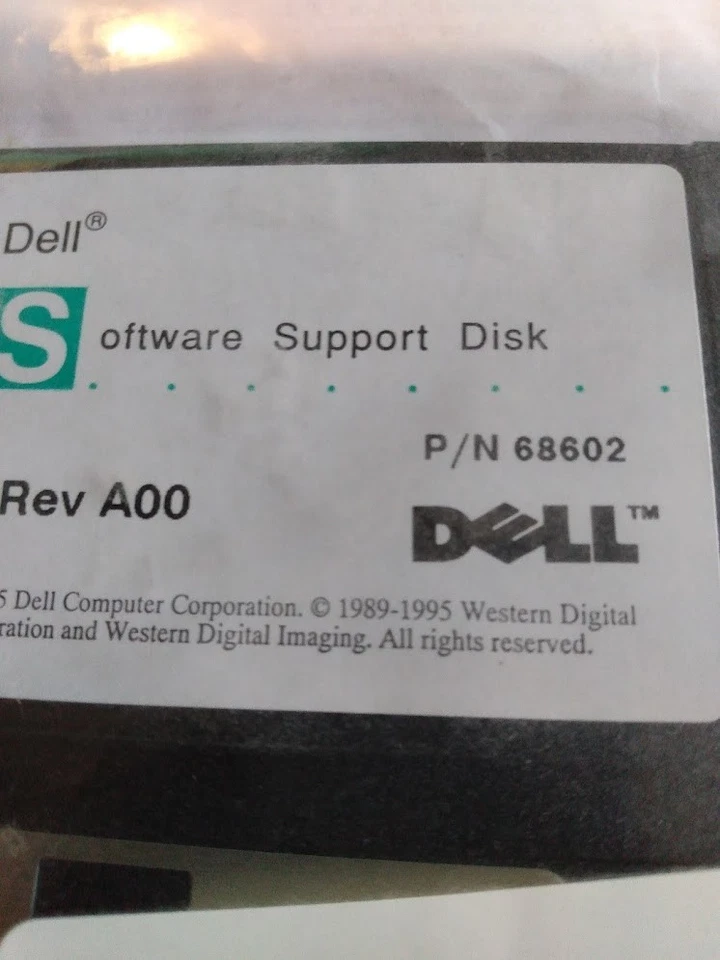 Dell®
Software Support Disk
P/N 68602
Rev A00
DELL™
5 Dell Computer Corporation. © 1989-1995 Western Digital
ration and Western Digital Imaging. All rights reserved.